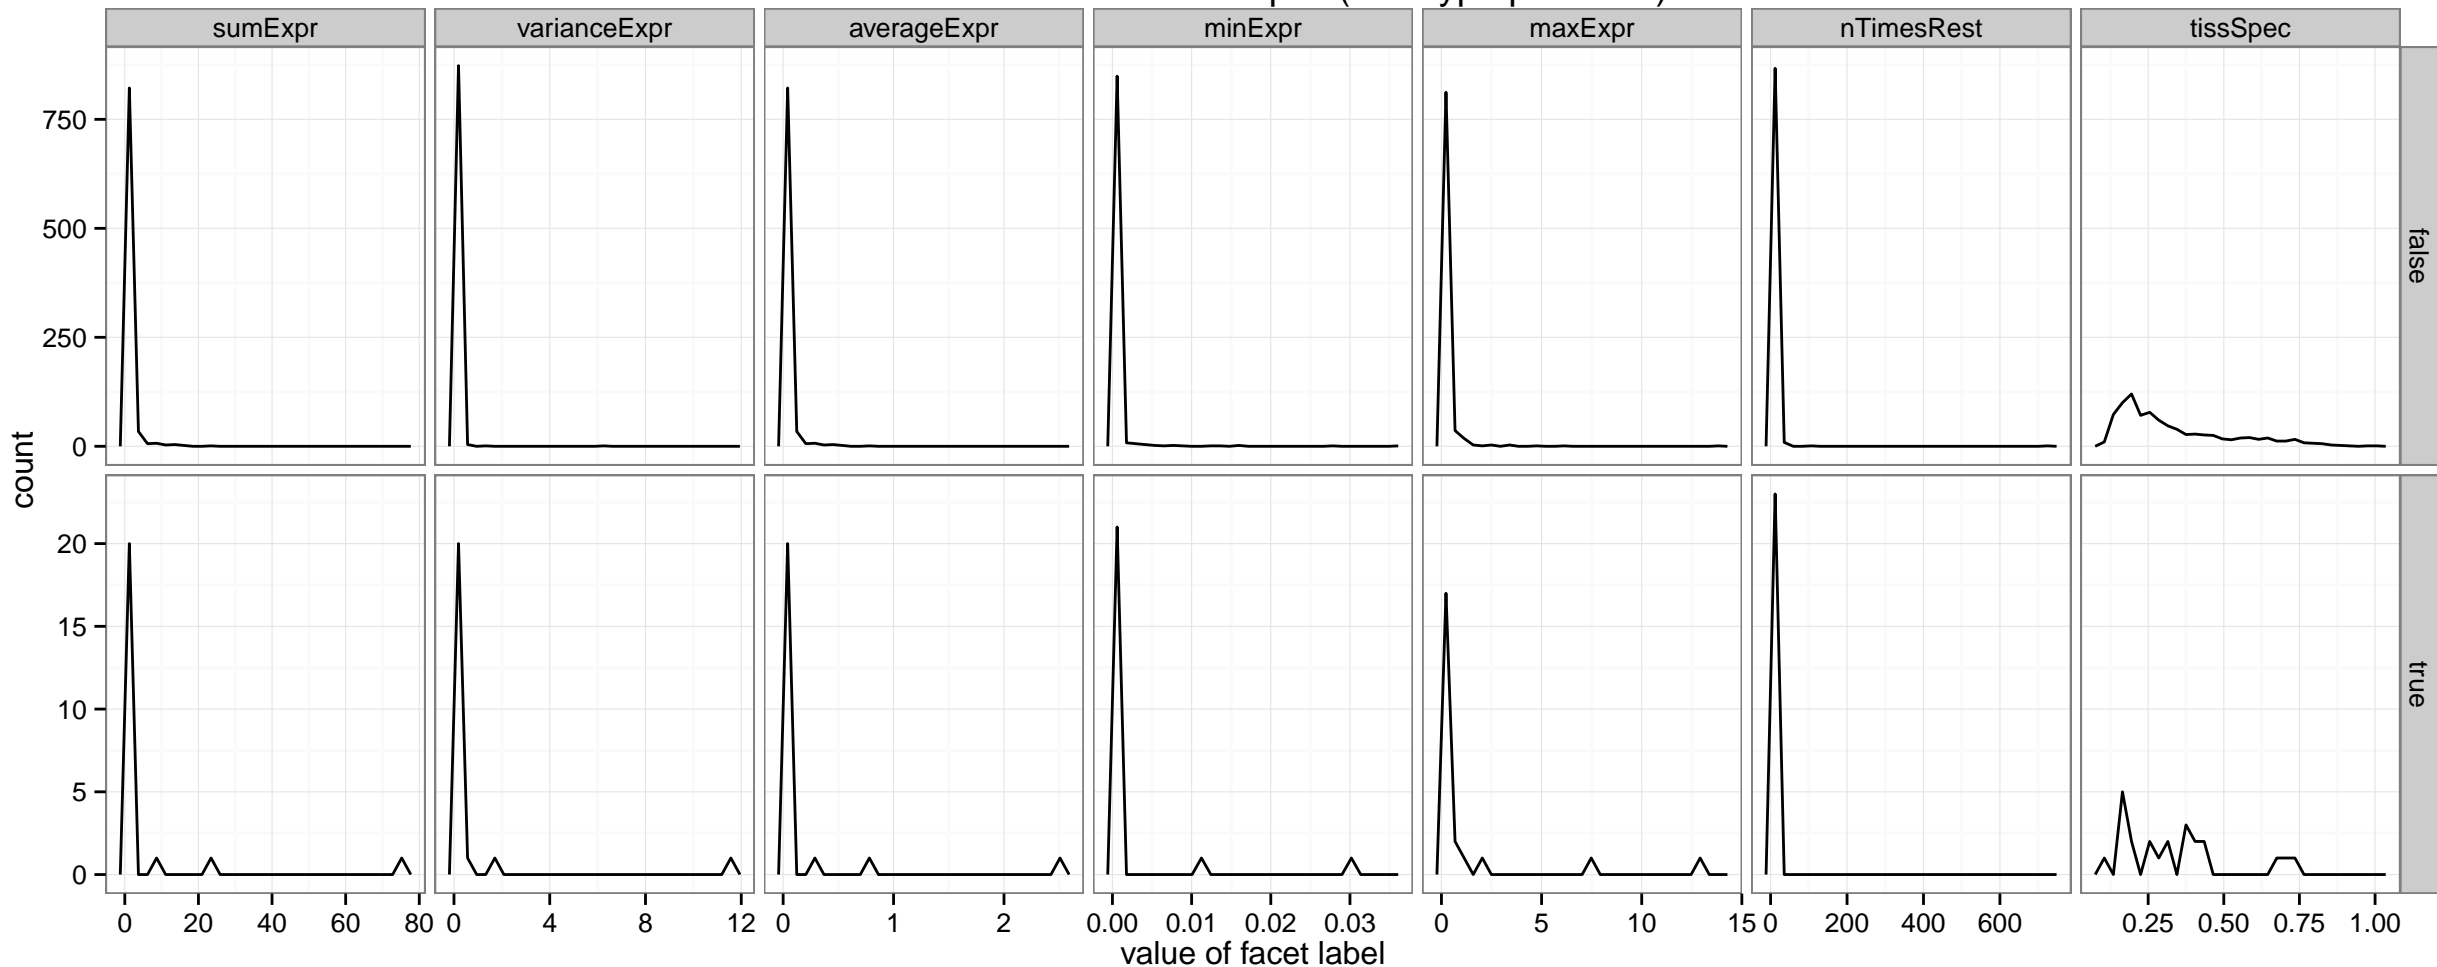 sumExpr varianceExpr averageExpr minExpr maxExpr nTimesRest tissSpec
750
500
250
0
false
count
20
15
10
5
0
true
0 20 40 60 80 0 4 8 12 0 1 2 0.00 0.01 0.02 0.03 0 5 10 15 0 200 400 600 0.25 0.50 0.75 1.00
value of facet label